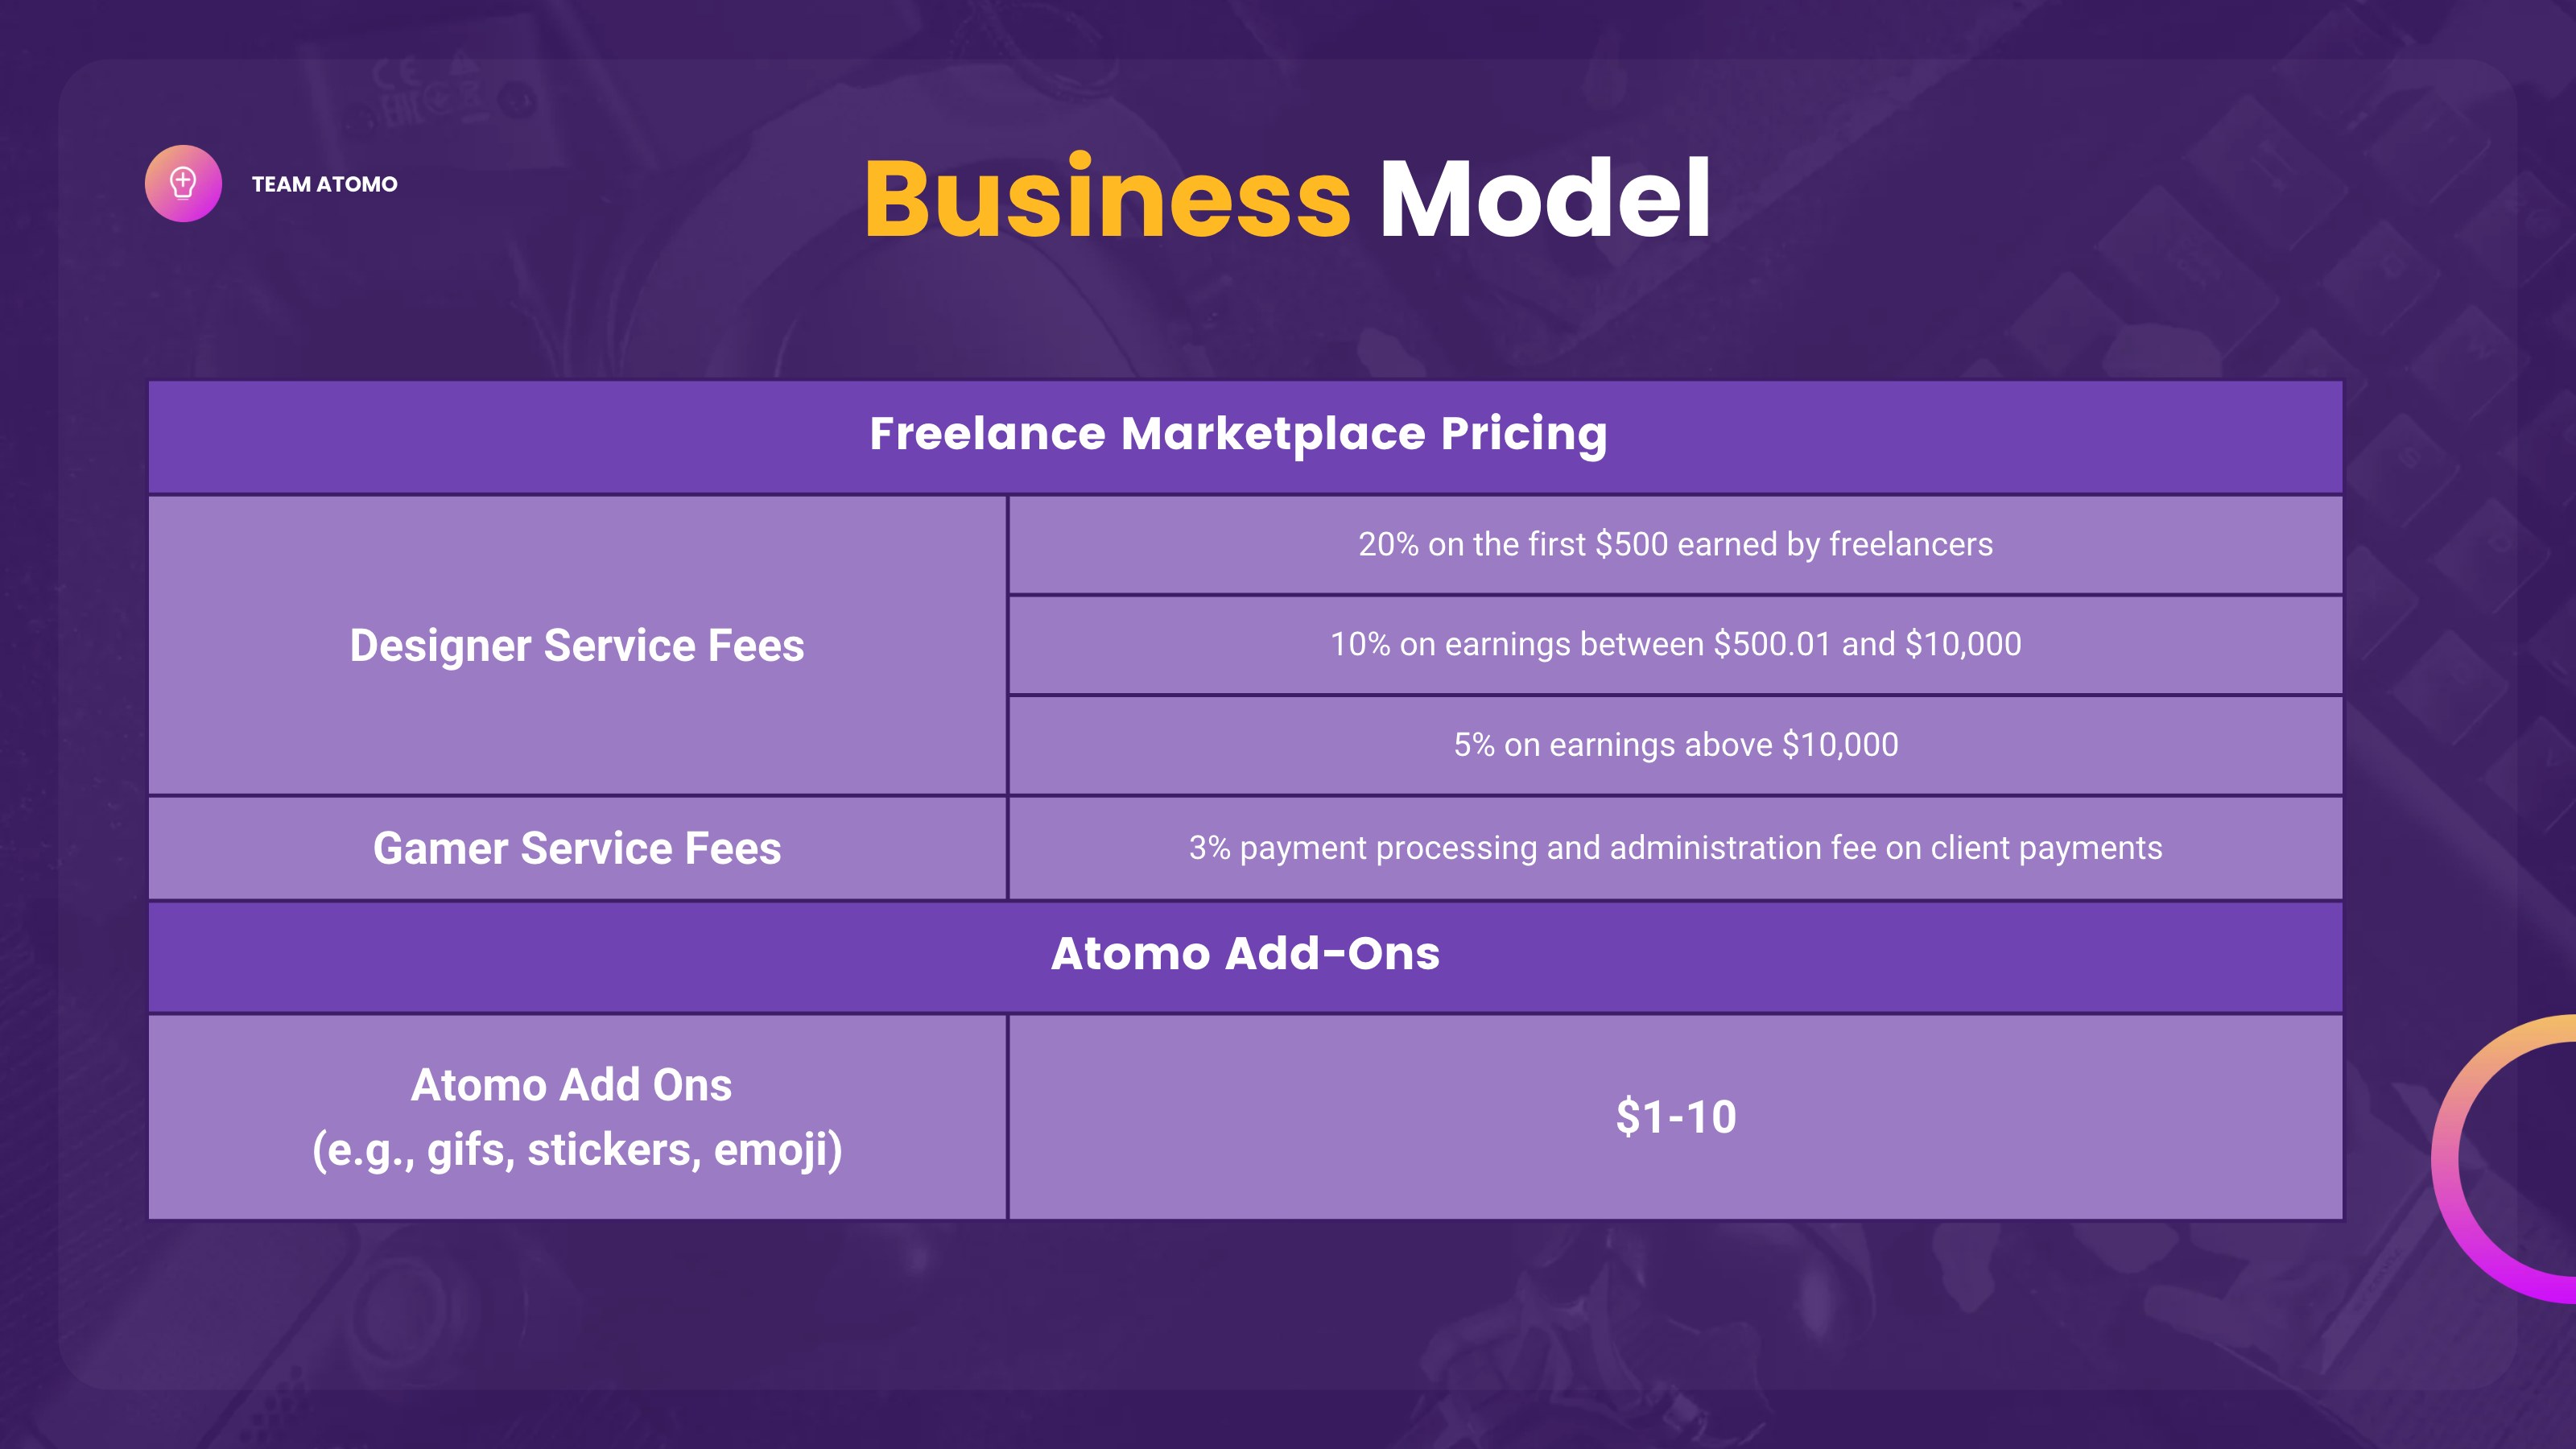 TEAM ATOMO
Business Model
Freelance Marketplace Pricing
Designer Service Fees
20% on the first $500 earned by freelancers
10% on earnings between $500.01 and $10,000
5% on earnings above $10,000
Gamer Service Fees
3% payment processing and administration fee on client payments
Atomo Add-Ons
Atomo Add Ons
(e.g., gifs, stickers, emoji)
$1-10